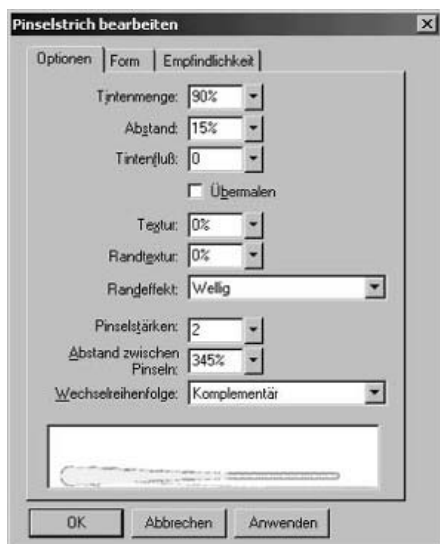 Pinselstrich bearbeiten
Optionen Form Empfindlichkeit
Tintenmenge: 90%
Abstand: 15%
Tintenfluß: 0
Übermalen
Textur: 0%
Randtextur: 0%
Randeffekt: Wellig
Pinselstärken: 2
Abstand zwischen
Pinseln: 345%
Wechselreihenfolge: Komplementär
OK Abbrechen Anwenden